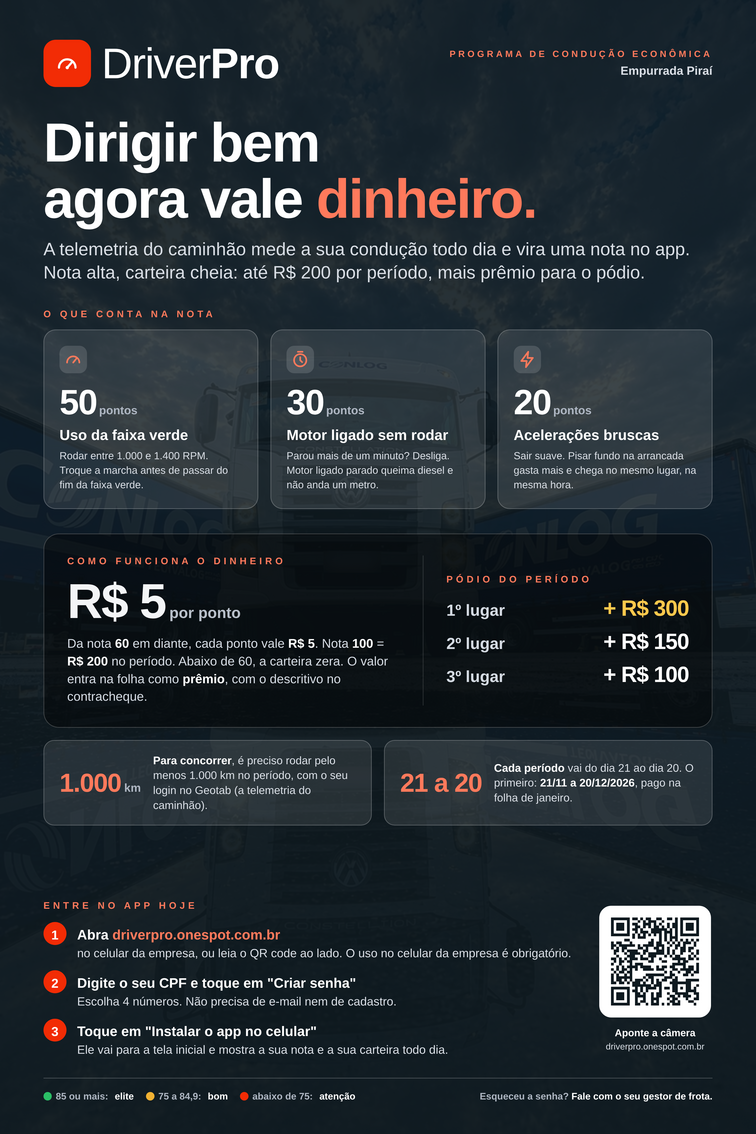 DriverPro
PROGRAMA DE CONDUÇÃO ECONÔMICA
Empurrada Piraí
Dirigir bem
agora vale dinheiro.
A telemetria do caminhão mede a sua condução todo dia e vira uma nota no app.
Nota alta, carteira cheia: até R$ 200 por período, mais prêmio para o pódio.
O QUE CONTA NA NOTA
50 pontos
Uso da faixa verde
Rodar entre 1.000 e 1.400 RPM.
Troque a marcha antes de passar do
fim da faixa verde.
30 pontos
Motor ligado sem rodar
Parou mais de um minuto? Desliga.
Motor ligado parado queima diesel e
não anda um metro.
20 pontos
Acelerações bruscas
Sair suave. Pisar fundo na arrancada
gasta mais e chega no mesmo lugar, na
mesma hora.
CONLOG
CONLOG
CONLOG
COMO FUNCIONA O DINHEIRO
R$ 5 por ponto
Da nota 60 em diante, cada ponto vale R$ 5. Nota 100 =
R$ 200 no período. Abaixo de 60, a carteira zera. O valor
entra na folha como prêmio, com o descritivo no
contracheque.
PÓDIO DO PERÍODO
1º lugar + R$ 300
2º lugar + R$ 150
3º lugar + R$ 100
1.000 km
Para concorrer, é preciso rodar pelo
menos 1.000 km no período, com o seu
login no Geotab (a telemetria do
caminhão).
21 a 20
Cada período vai do dia 21 ao dia 20. O
primeiro: 21/11 a 20/12/2026, pago na
folha de janeiro.
ENTRE NO APP HOJE
1 Abra driverpro.onespot.com.br
no celular da empresa, ou leia o QR code ao lado. O uso no celular da empresa é obrigatório.
2 Digite o seu CPF e toque em "Criar senha"
Escolha 4 números. Não precisa de e-mail nem de cadastro.
3 Toque em "Instalar o app no celular"
Ele vai para a tela inicial e mostra a sua nota e a sua carteira todo dia.
Aponte a câmera
driverpro.onespot.com.br
85 ou mais: elite 75 a 84,9: bom abaixo de 75: atenção
Esqueceu a senha? Fale com o seu gestor de frota.